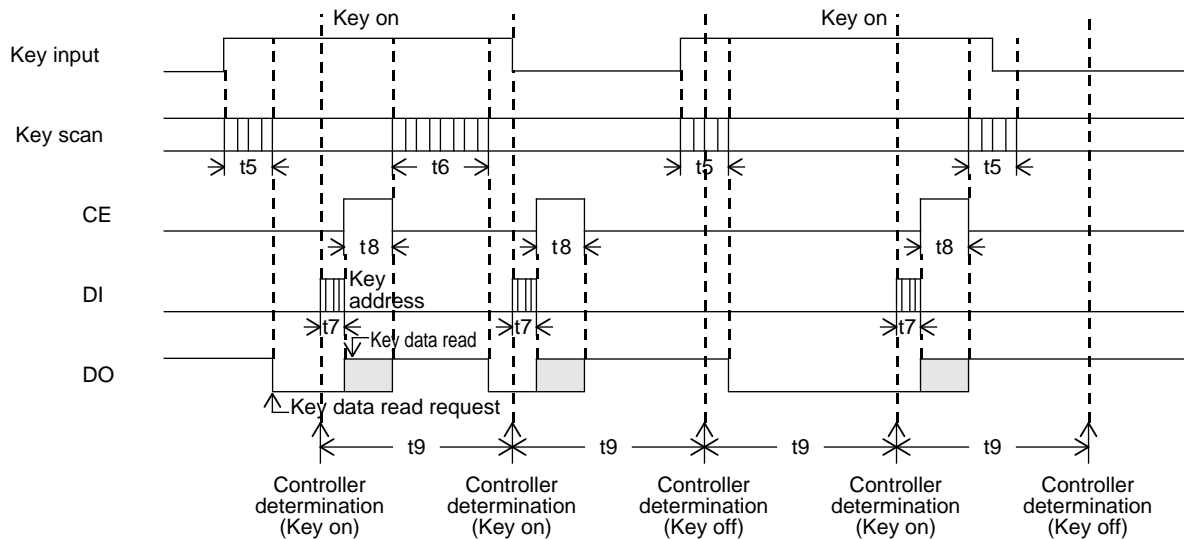 Key on
Key on
Key input
Key scan
t5
t6
t5
t5
CE
t8
t8
t8
DI
Key
address
t7
t7
t7
Key data read
DO
Key data read request
t9
t9
t9
t9
Controller
determination
(Key on)
Controller
determination
(Key on)
Controller
determination
(Key off)
Controller
determination
(Key on)
Controller
determination
(Key off)